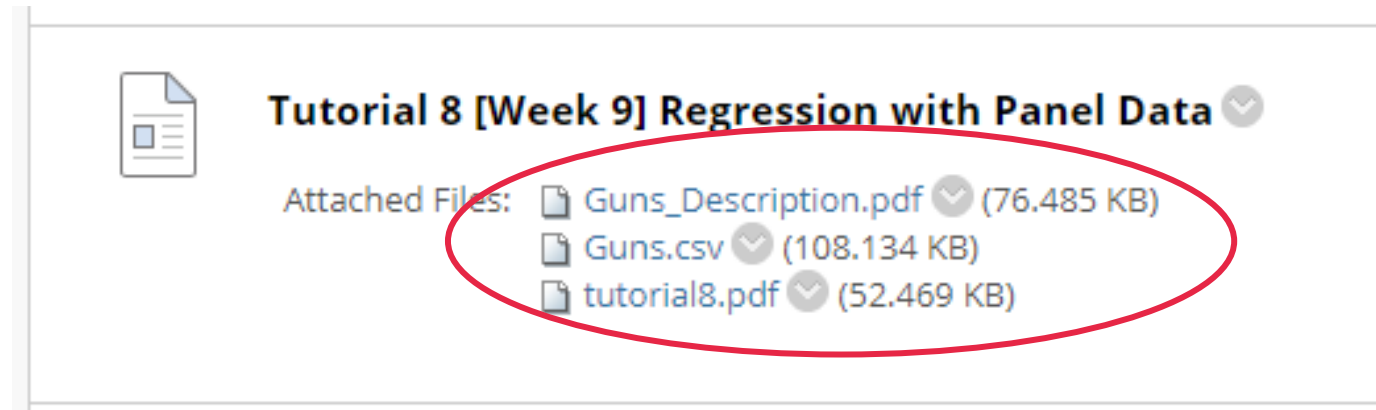 Tutorial 8 [Week 9] Regression with Panel Data
Attached Files: Guns_Description.pdf (76.485 KB)
Guns.csv (108.134 KB)
tutorial8.pdf (52.469 KB)